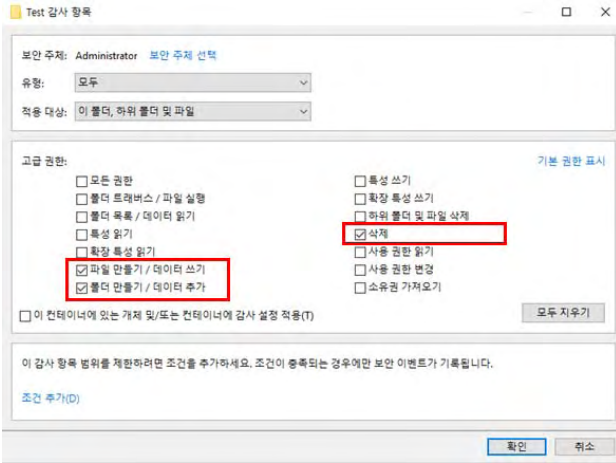 Test 감사 항목
보안 주체: Administrator 보안 주체 선택
유형: 모두
적용 대상: 이 폴더, 하위 폴더 및 파일
고급 권한: 기본 권한 표시
모든 권한
폴더 트래버스 / 파일 실행
폴더 목록 / 데이터 읽기
특성 읽기
확장 특성 읽기
파일 만들기 / 데이터 쓰기
폴더 만들기 / 데이터 추가
특성 쓰기
확장 특성 쓰기
하위 폴더 및 파일 삭제
삭제
사용 권한 읽기
사용 권한 변경
소유권 가져오기
이 컨테이너에 있는 개체 및/또는 컨테이너에 감사 설정 적용(T)
모두 지우기
이 감사 항목 범위를 제한하려면 조건을 추가하세요. 조건이 충족되는 경우에만 보안 이벤트가 기록됩니다.
조건 추가(D)
확인 취소